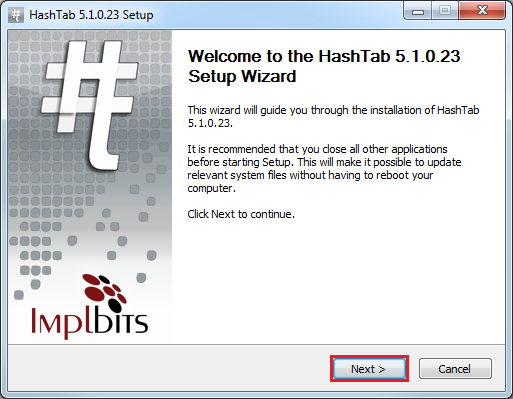 HashTab 5.1.0.23 Setup
Welcome to the HashTab 5.1.0.23
Setup Wizard
This wizard will guide you through the installation of HashTab
5.1.0.23.
It is recommended that you close all other applications
before starting Setup. This will make it possible to update
relevant system files without having to reboot your
computer.
Click Next to continue.
Implbits
Next >
Cancel